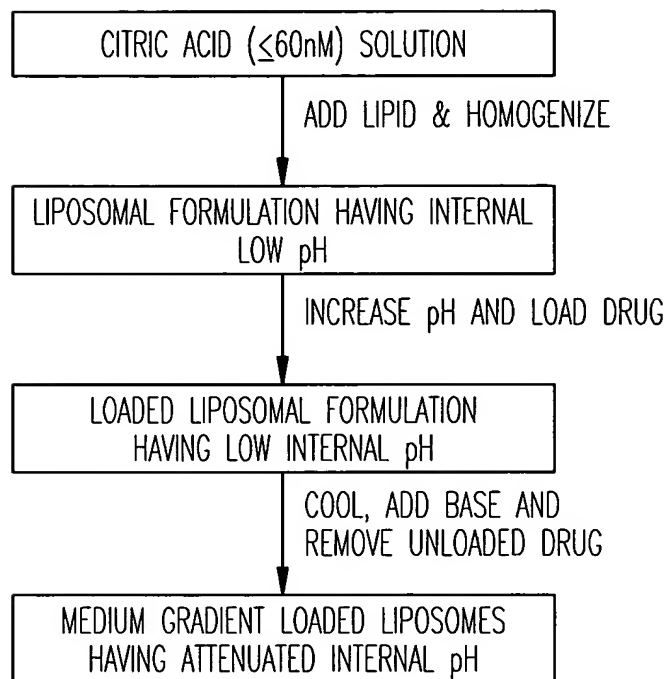 CITRIC ACID (≤60nM) SOLUTION
ADD LIPID & HOMOGENIZE
LIPOSOMAL FORMULATION HAVING INTERNAL
LOW pH
INCREASE pH AND LOAD DRUG
LOADED LIPOSOMAL FORMULATION
HAVING LOW INTERNAL pH
COOL, ADD BASE AND
REMOVE UNLOADED DRUG
MEDIUM GRADIENT LOADED LIPOSOMES
HAVING ATTENUATED INTERNAL pH